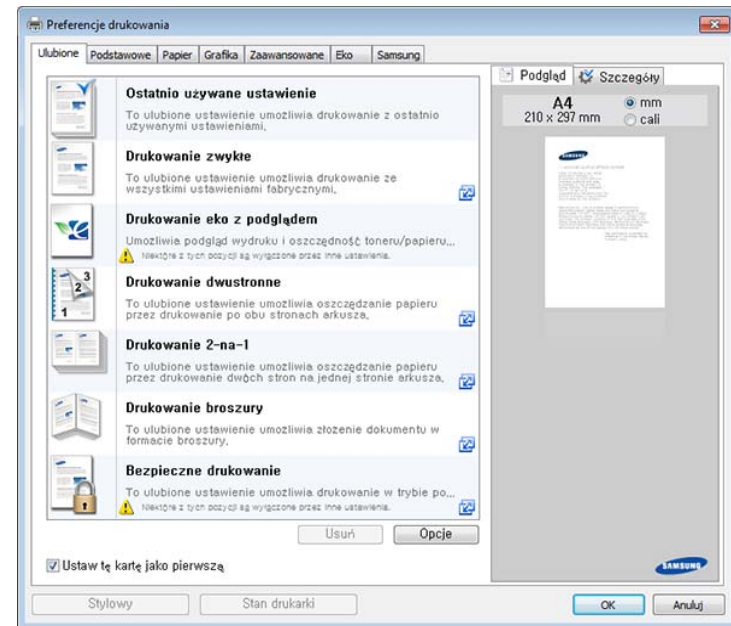 Preferencje drukowania
Ulubione Podstawowe Papier Grafika Zaawansowane Eko Samsung
Ostatnio używane ustawienie
To ulubione ustawienie umożliwia drukowanie z ostatnio
używanymi ustawieniami.
Drukowanie zwykłe
To ulubione ustawienie umożliwia drukowanie ze
wszystkimi ustawieniami fabrycznymi.
Drukowanie eko z podglądem
Umożliwia podgląd wydruku i oszczędność toneru/papieru...
Niektóre z tych pozycji są wyłączone przez inne ustawienia.
Drukowanie dwustronne
To ulubione ustawienie umożliwia oszczędzanie papieru
przez drukowanie po obu stronach arkusza.
Drukowanie 2-na-1
To ulubione ustawienie umożliwia oszczędzanie papieru
przez drukowanie dwóch stron na jednej stronie arkusza.
Drukowanie broszury
To ulubione ustawienie umożliwia złożenie dokumentu w
formacie broszury.
Bezpieczne drukowanie
To ulubione ustawienie umożliwia drukowanie w trybie po...
Niektóre z tych pozycji są wyłączone przez inne ustawienia.
Usuń Opcje
Ustaw tę kartę jako pierwszą
Stylowy Stan drukarki
Podgląd Szczegóły
A4
210 x 297 mm
mm
cali
SAMSUNG
SAMSUNG
OK Anuluj
1
2
3